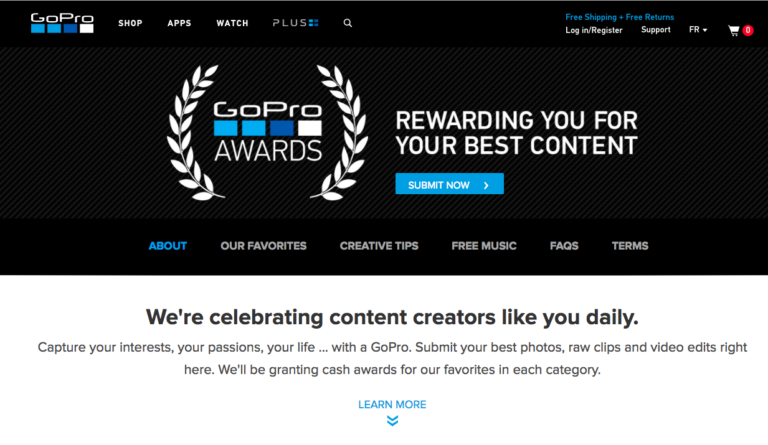 GoPro
SHOP APPS WATCH PLUS
Free Shipping + Free Returns
Log in/Register Support FR 0
GoPro
AWARDS
REWARDING YOU FOR
YOUR BEST CONTENT
SUBMIT NOW
ABOUT OUR FAVORITES CREATIVE TIPS FREE MUSIC FAQS TERMS
We're celebrating content creators like you daily.
Capture your interests, your passions, your life ... with a GoPro. Submit your best photos, raw clips and video edits right
here. We'll be granting cash awards for our favorites in each category.
LEARN MORE